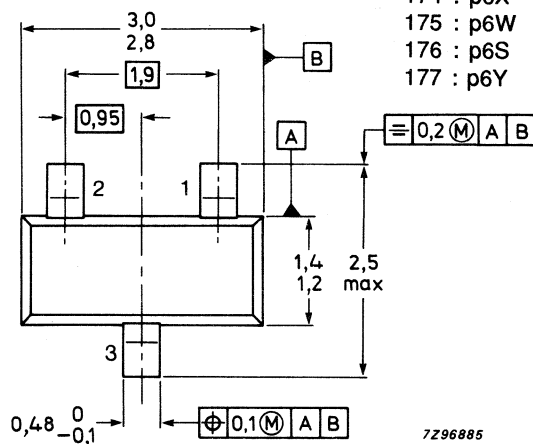 174 : p6X
175 : p6W
176 : p6S
177 : p6Y
3,0
2,8
B
1,9
0,95
A
⌯ 0,2 Ⓜ A B
2
1
1,4
1,2
2,5
max
3
0,48 0 -0,1
⌖ 0,1 Ⓜ A B
7Z96885